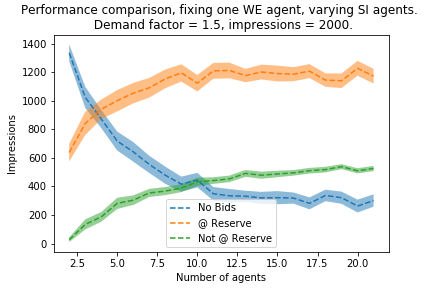 Performance comparison, fixing one WE agent, varying SI agents.
Demand factor = 1.5, impressions = 2000.
1400
1200
1000
800
600
400
200
0
Impressions
No Bids
@ Reserve
Not @ Reserve
2.5 5.0 7.5 10.0 12.5 15.0 17.5 20.0
Number of agents